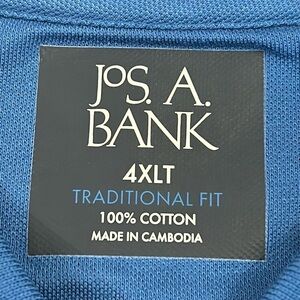 JOS. A.
BANK
4XLT
TRADITIONAL FIT
100% COTTON
MADE IN CAMBODIA